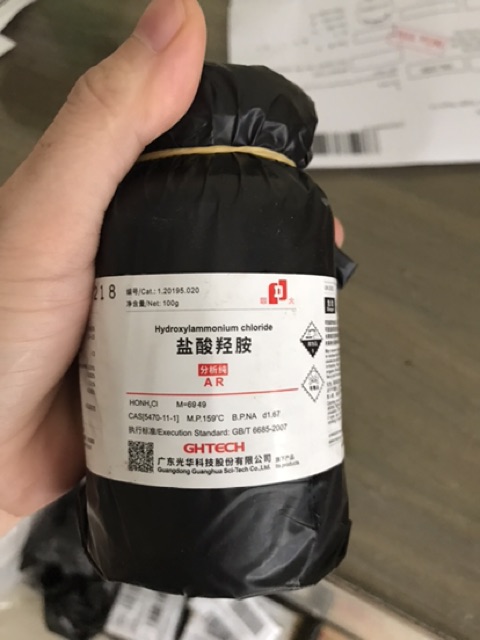 218
编号/Cat.: 1.20195.020
净含量/Net: 100g
Hydroxylammonium chloride
盐酸羟胺
分析纯
AR
HONH₃Cl M=69.49
CAS[5470-11-1] M.P.159℃ B.P.NA d1.67
执行标准/Execution Standard: GB/T 6685-2007
GHTECH
广东光华科技股份有限公司
Guangdong Guanghua Sci-Tech Co.,Ltd.